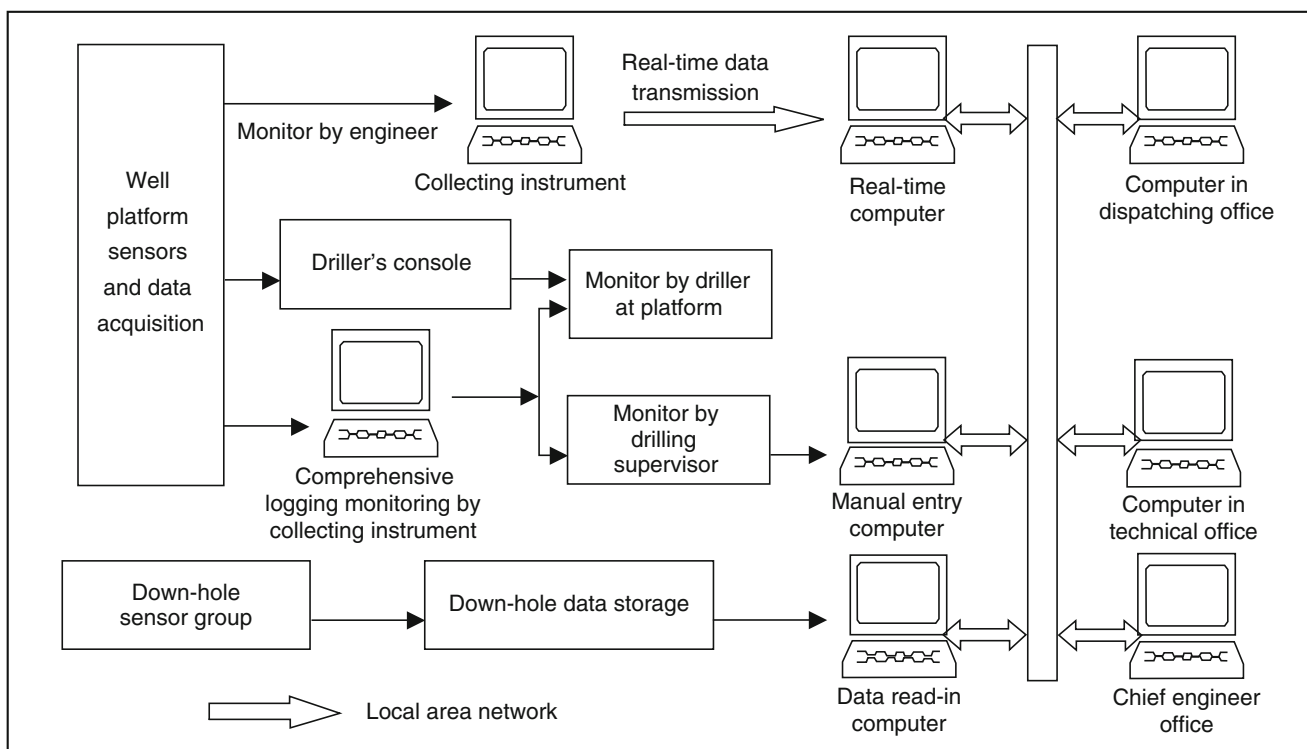 Well
platform
sensors
and data
acquisition
Monitor by engineer
Collecting instrument
Real-time data
transmission
Real-time
computer
Computer in
dispatching office
Driller's console
Monitor by driller
at platform
Comprehensive
logging monitoring by
collecting instrument
Monitor by
drilling
supervisor
Manual entry
computer
Computer in
technical office
Down-hole
sensor group
Down-hole data storage
Data read-in
computer
Chief engineer
office
Local area network